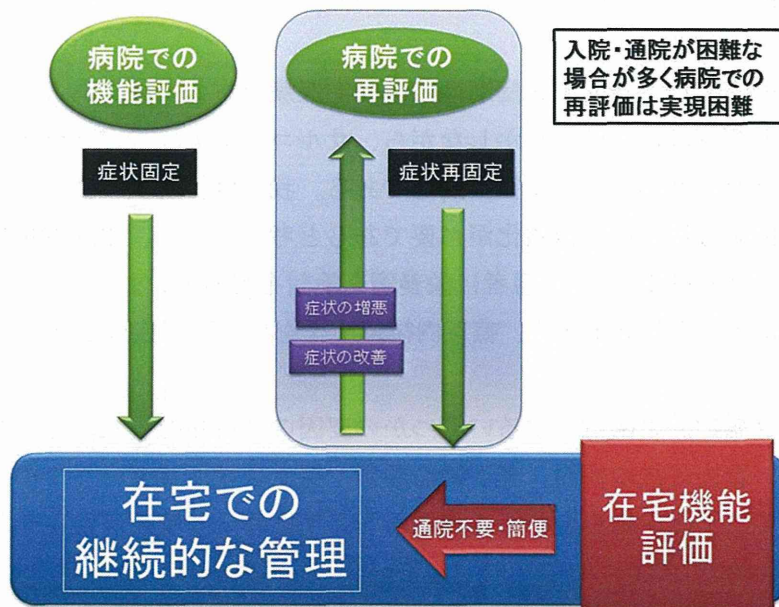 病院での
機能評価
病院での
再評価
入院・通院が困難な
場合が多く病院での
再評価は実現困難
症状固定
症状再固定
症状の増悪
症状の改善
在宅での
継続的な管理
通院不要・簡便
在宅機能
評価